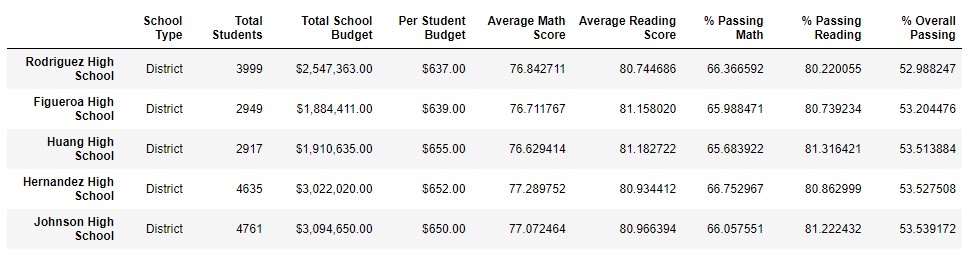 School Type Total Students Total School Budget Per Student Budget Average Math Score Average Reading Score % Passing Math % Passing Reading % Overall Passing
Rodriguez High School District 3999 $2,547,363.00 $637.00 76.842711 80.744686 66.366592 80.220055 52.988247
Figueroa High School District 2949 $1,884,411.00 $639.00 76.711767 81.158020 65.988471 80.739234 53.204476
Huang High School District 2917 $1,910,635.00 $655.00 76.629414 81.182722 65.683922 81.316421 53.513884
Hernandez High School District 4635 $3,022,020.00 $652.00 77.289752 80.934412 66.752967 80.862999 53.527508
Johnson High School District 4761 $3,094,650.00 $650.00 77.072464 80.966394 66.057551 81.222432 53.539172